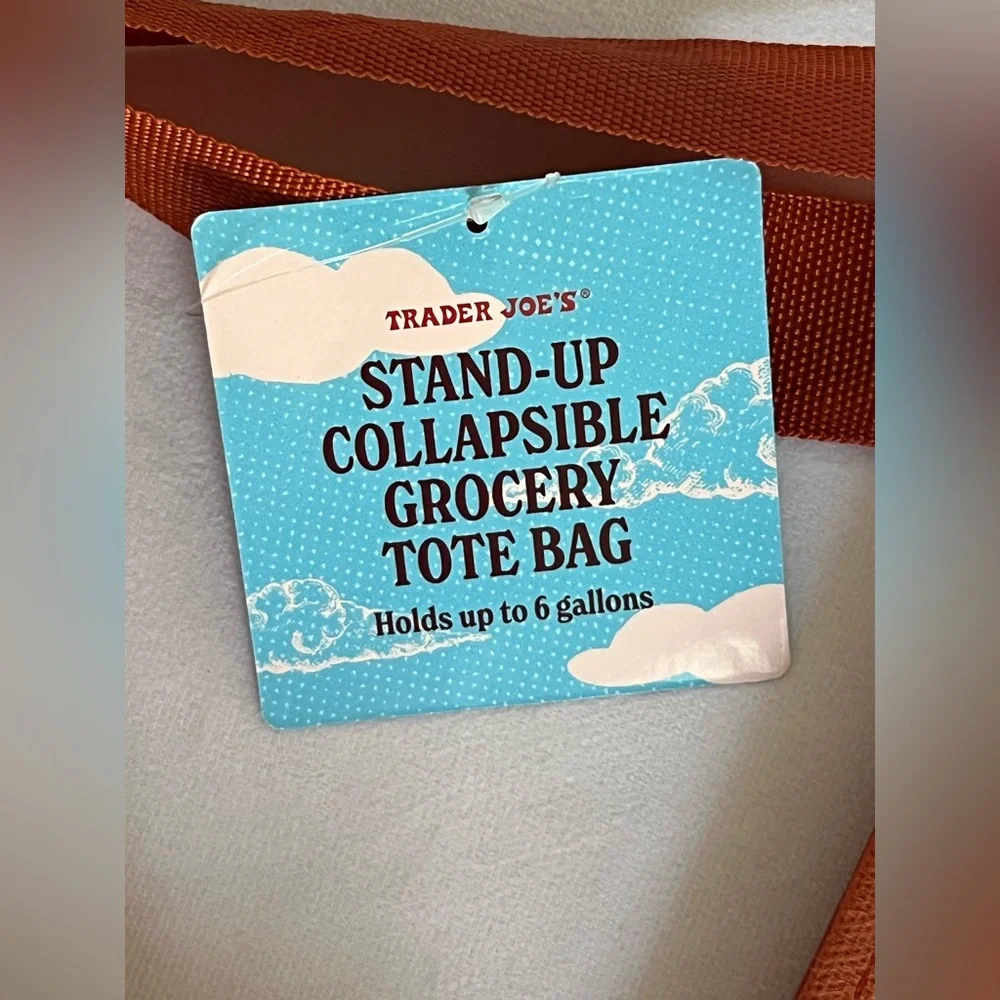 TRADER JOE'S®
STAND-UP
COLLAPSIBLE
GROCERY
TOTE BAG
Holds up to 6 gallons